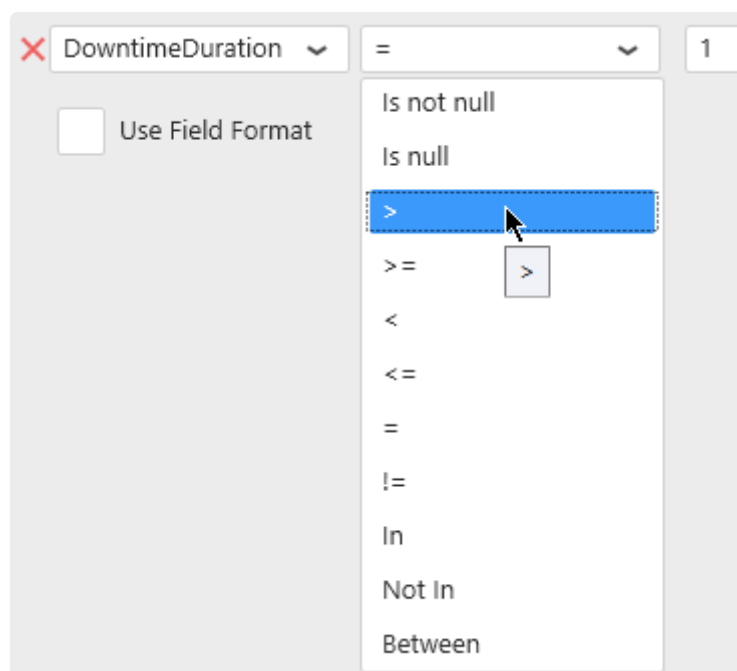 DowntimeDuration = 1
Is not null
Use Field Format
Is null
>
>=
>
<
<=
=
!=
In
Not In
Between